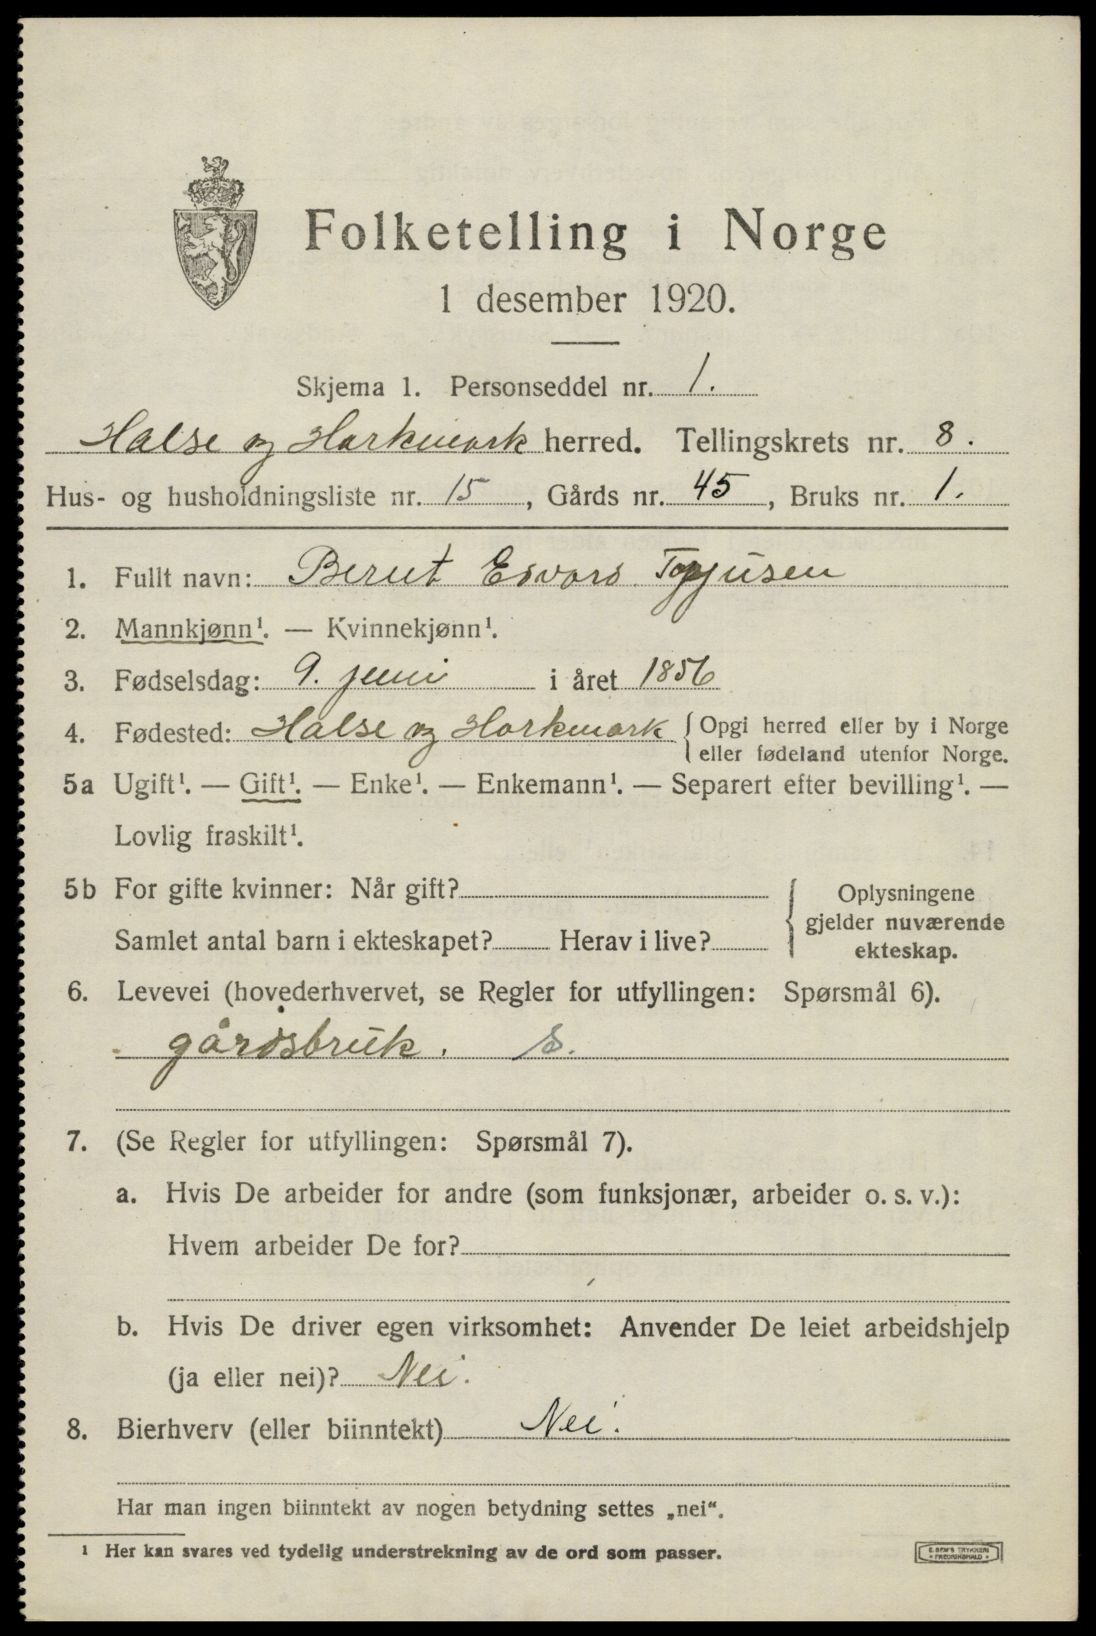 Folketelling i Norge
1 desember 1920.
Skjema 1. Personseddel nr. 1.
Halse og Harkmark herred. Tellingskrets nr. 8.
Hus- og husholdningsliste nr. 15, Gårds nr. 45, Bruks nr. 1.
1. Fullt navn: Berut Edvard
2. Mannkjønn¹. — Kvinnekjønn¹.
3. Fødselsdag: 9. juni i året 1856
4. Fødested: Halse og Harkmark { Opgi herred eller by i Norge
eller fødeland utenfor Norge.
5a Ugift¹. — Gift¹. — Enke¹. — Enkemann¹. — Separert efter bevilling¹. —
Lovlig fraskilt¹.
5b For gifte kvinner: Når gift?
Samlet antal barn i ekteskapet? Herav i live?
{ Oplysningene
gjelder nuværende
ekteskap.
6. Levevei (hovederhvervet, se Regler for utfyllingen: Spørsmål 6).
gårdsbruk. S.
7. (Se Regler for utfyllingen: Spørsmål 7).
a. Hvis De arbeider for andre (som funksjonær, arbeider o. s. v.):
Hvem arbeider De for?
b. Hvis De driver egen virksomhet: Anvender De leiet arbeidshjelp
(ja eller nei)? Nei.
8. Bierhverv (eller biinntekt) Nei.
Har man ingen biinntekt av nogen betydning settes „nei“.
¹ Her kan svares ved tydelig understrekning av de ord som passer.
E. SEM'S TRYKKERI
FREDRIKSHALD